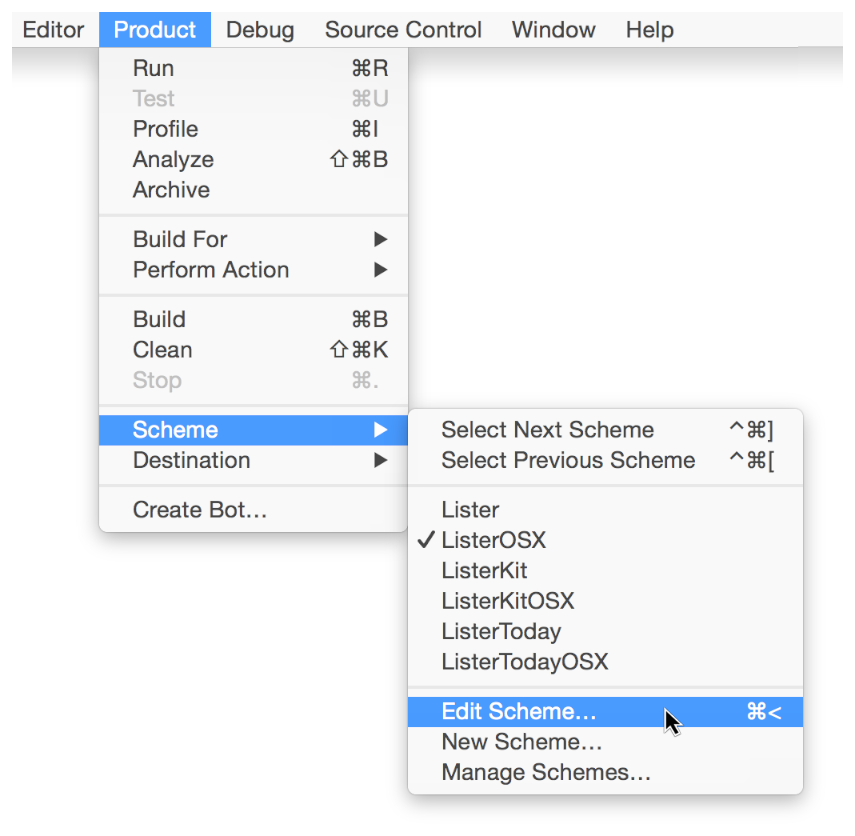 Editor Product Debug Source Control Window Help
Run ⌘R
Test ⌘U
Profile ⌘I
Analyze ⇧⌘B
Archive
Build For ▶
Perform Action ▶
Build ⌘B
Clean ⇧⌘K
Stop ⌘.
Scheme ▶
Destination ▶
Create Bot…
Select Next Scheme ^⌘]
Select Previous Scheme ^⌘[
Lister
✓ ListerOSX
ListerKit
ListerKitOSX
ListerToday
ListerTodayOSX
Edit Scheme… ⌘<
New Scheme…
Manage Schemes…